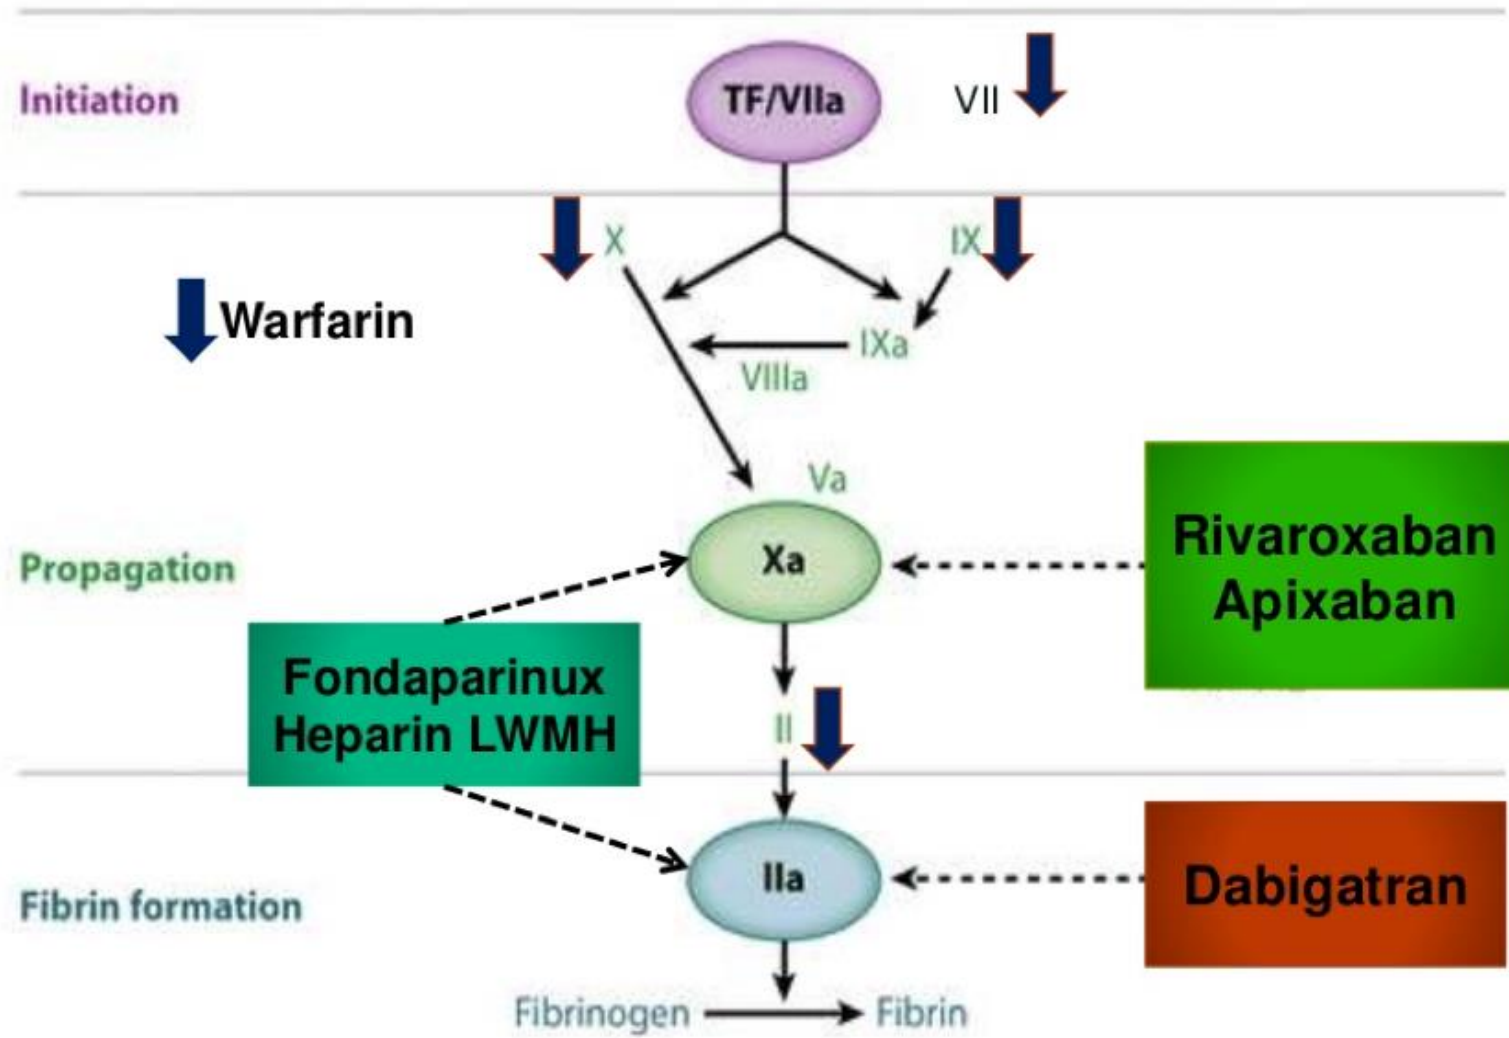 Initiation
TF/VIIa
VII
X
IX
Warfarin
IXa
VIIIa
Va
Xa
Rivaroxaban
Apixaban
Propagation
Fondaparinux
Heparin LWMH
II
IIa
Dabigatran
Fibrin formation
Fibrinogen
Fibrin